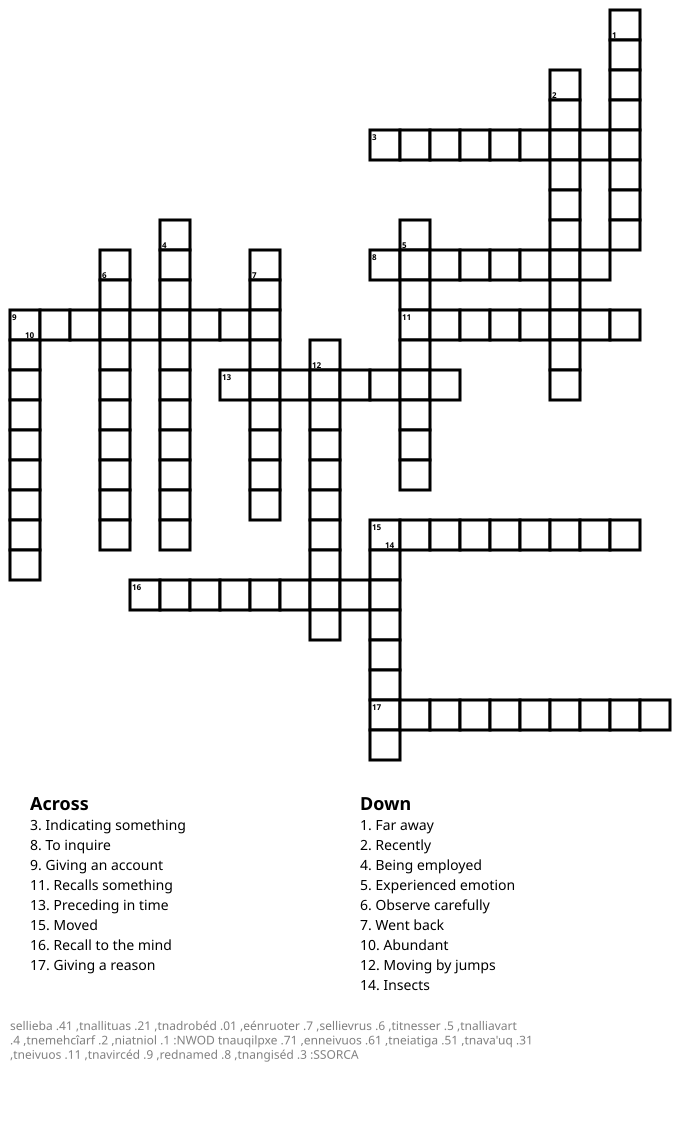 1
2
3
4
5
8
6
7
9
11
10
12
13
15
14
16
17
Across
3. Indicating something
8. To inquire
9. Giving an account
11. Recalls something
13. Preceding in time
15. Moved
16. Recall to the mind
17. Giving a reason
Down
1. Far away
2. Recently
4. Being employed
5. Experienced emotion
6. Observe carefully
7. Went back
10. Abundant
12. Moving by jumps
14. Insects
sellieba .41 ,tnallituas .21 ,tnadrobéd .01 ,eénruoter .7 ,sellievrus .6 ,titnesser .5 ,tnalliavart
.4 ,tnemehcîarf .2 ,niatniol .1 :NWOD tnauqilpxe .71 ,enneivuos .61 ,tneiatiga .51 ,tnava'uq .31
,tneivuos .11 ,tnavircéd .9 ,rednamed .8 ,tnangiséd .3 :SSORCA